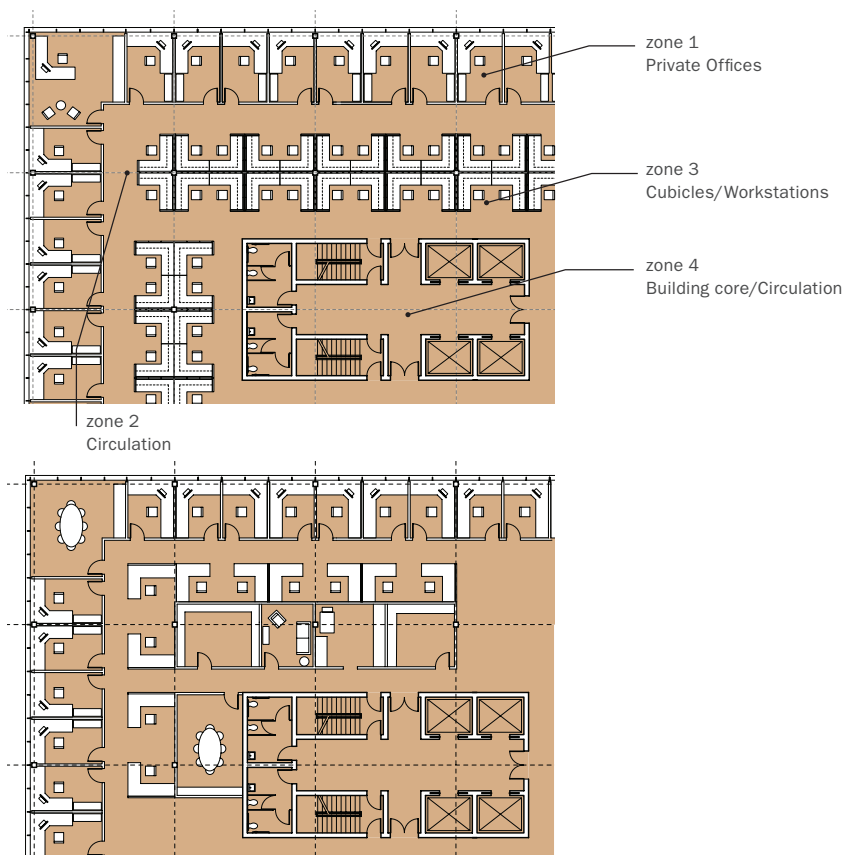 zone 1
Private Offices
zone 3
Cubicles/Workstations
zone 4
Building core/Circulation
zone 2
Circulation